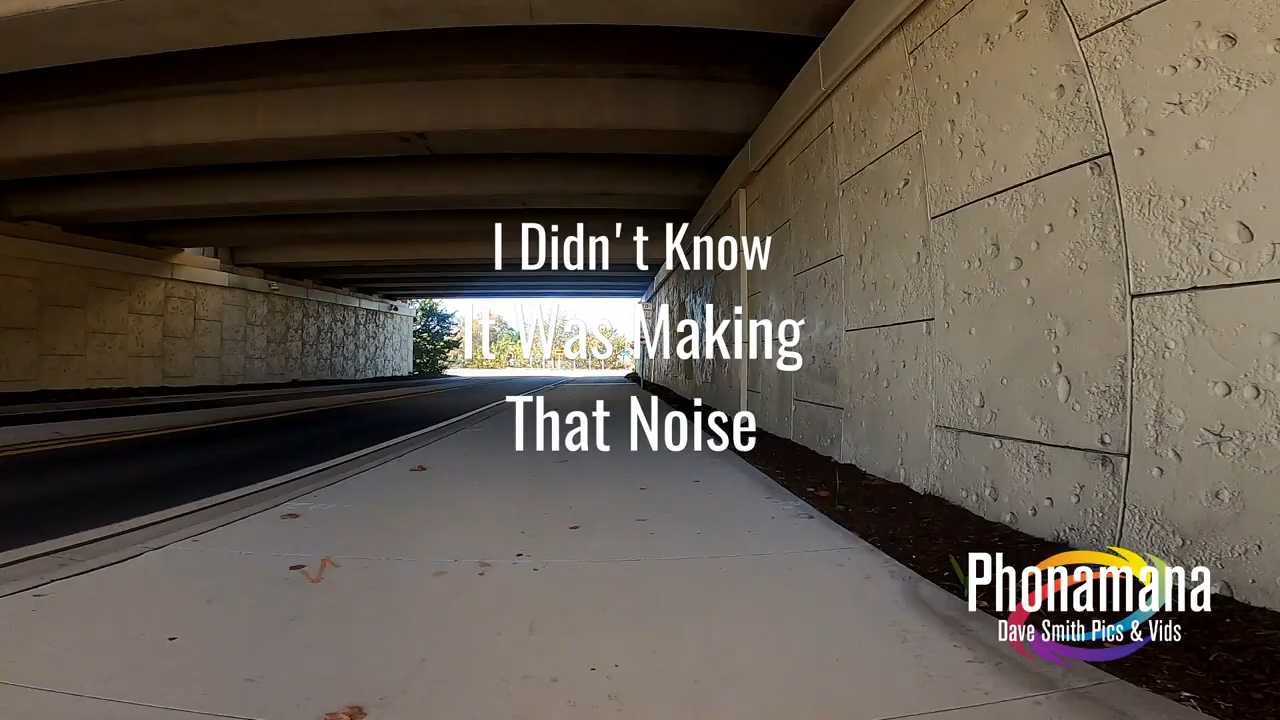 I Didn't Know
It Was Making
That Noise
Phonamana
Dave Smith Pics & Vids